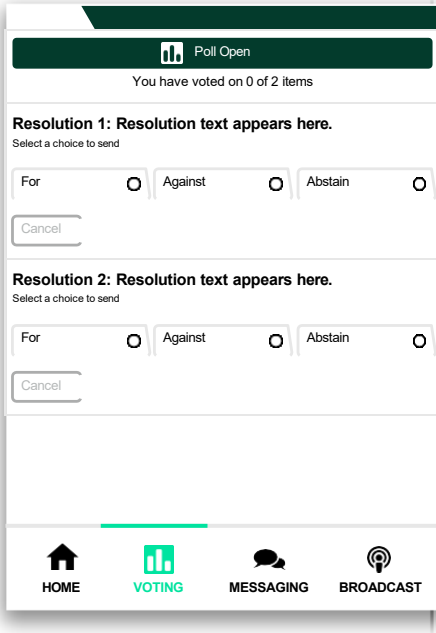 Poll Open
You have voted on 0 of 2 items
Resolution 1: Resolution text appears here.
Select a choice to send
For Against Abstain
Cancel
Resolution 2: Resolution text appears here.
Select a choice to send
For Against Abstain
Cancel
HOME VOTING MESSAGING BROADCAST